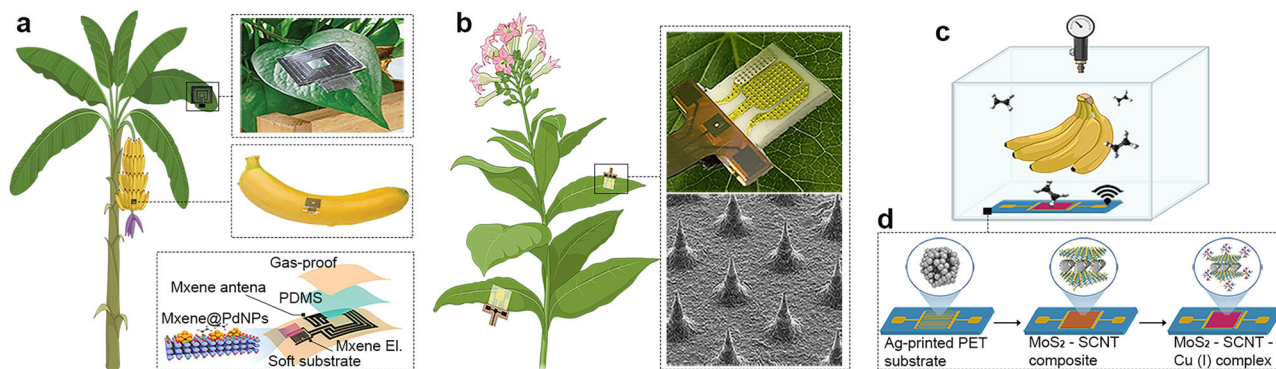 a
Gas-proof
Mxene antena
PDMS
Mxene@PdNPs
Mxene El.
Soft substrate
b
c
d
Ag-printed PET
substrate
MoS₂ - SCNT
composite
MoS₂ - SCNT -
Cu (I) complex